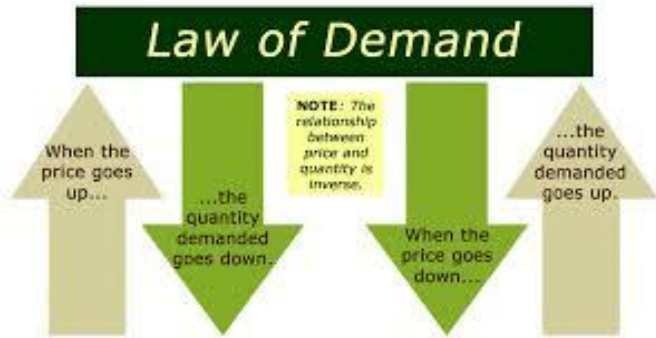 Law of Demand
When the
price goes
up...
...the
quantity
demanded
goes down.
NOTE: The
relationship
between
price and
quantity is
inverse.
When the
price goes
down...
...the
quantity
demanded
goes up.